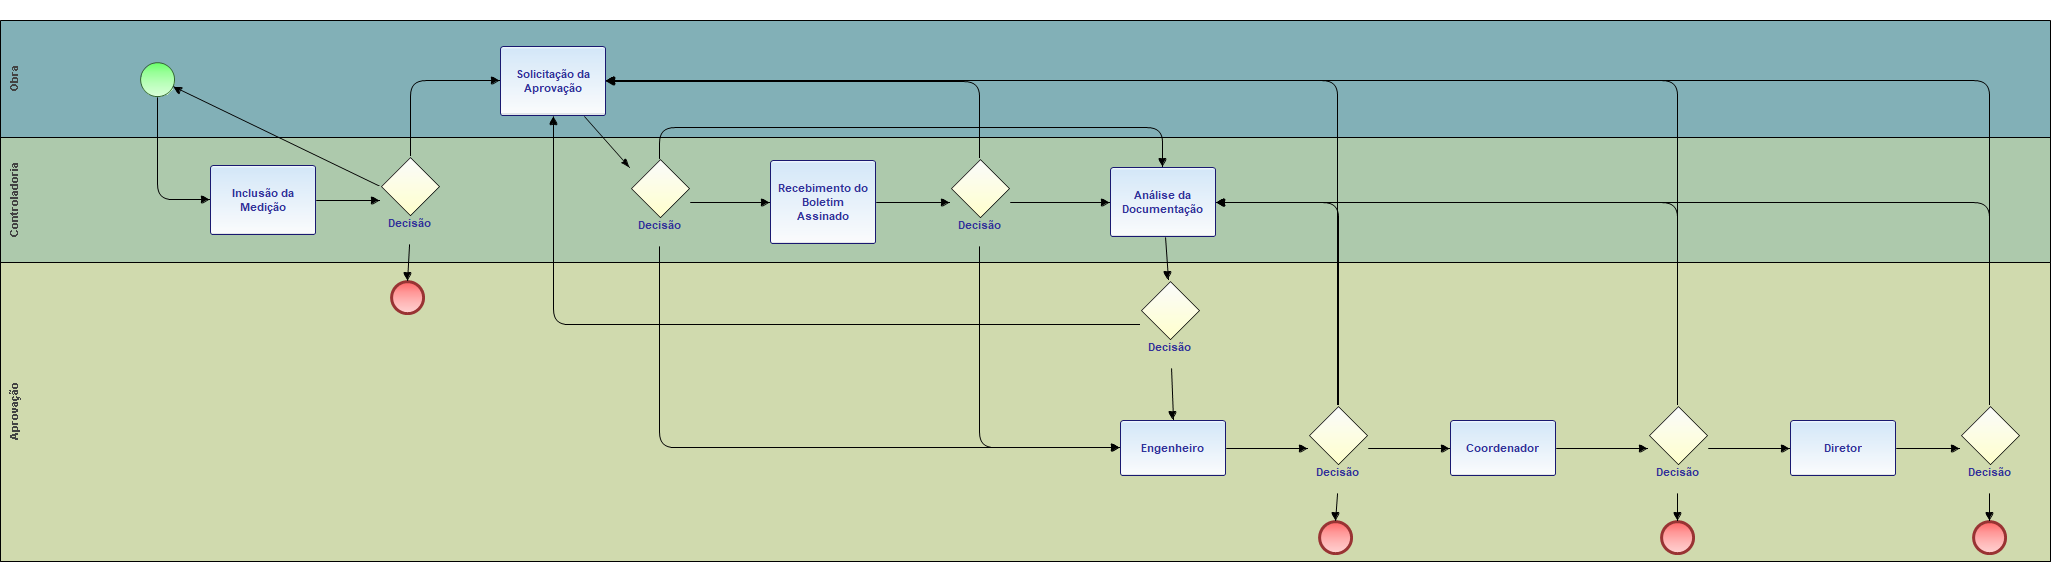 Obra
Solicitação da
Aprovação
Controladoria
Inclusão da
Medição
Decisão
Decisão
Recebimento do
Boletim
Assinado
Decisão
Análise da
Documentação
Aprovação
Decisão
Engenheiro
Decisão
Coordenador
Decisão
Diretor
Decisão